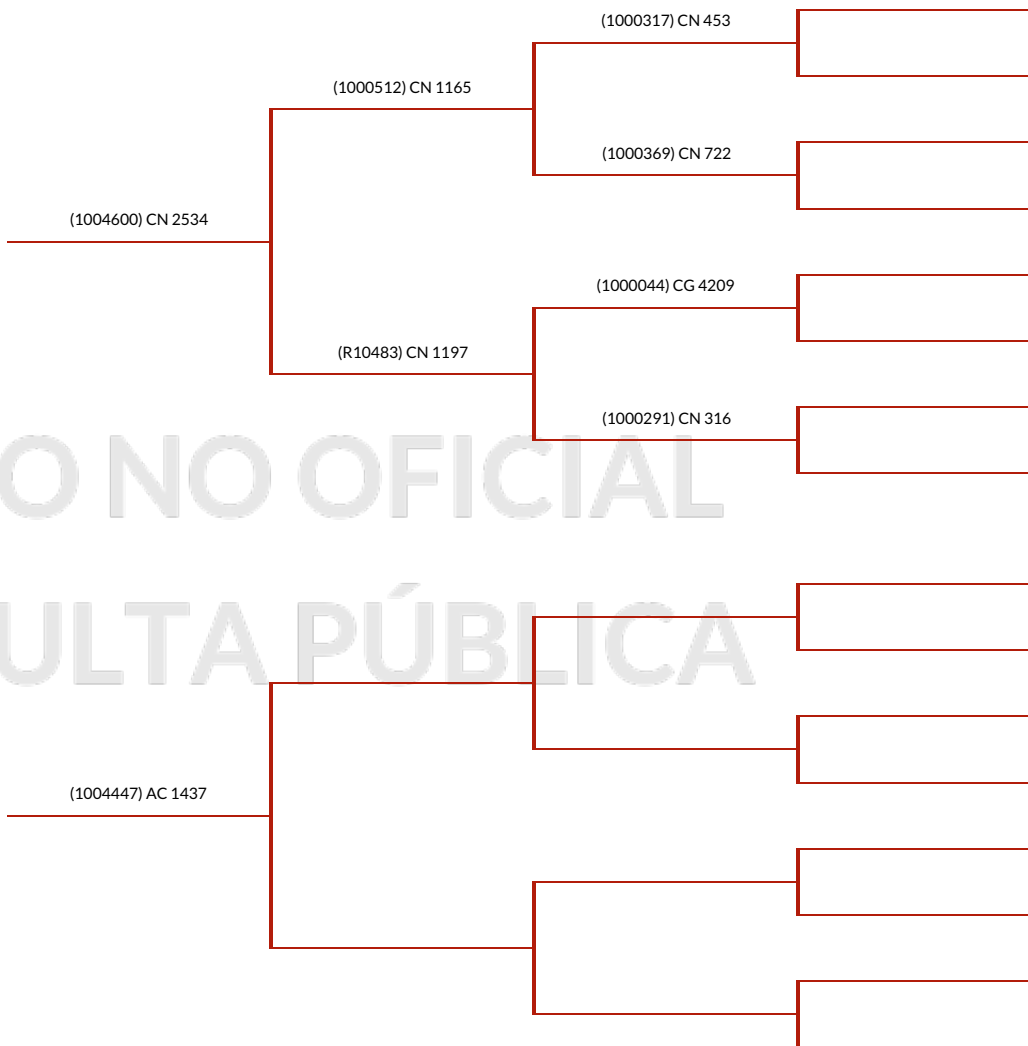 (1000317) CN 453
(1000512) CN 1165
(1000369) CN 722
(1004600) CN 2534
(1000044) CG 4209
(R10483) CN 1197
(1000291) CN 316
O NO OFICIAL
ULTA PÚBLICA
(1004447) AC 1437